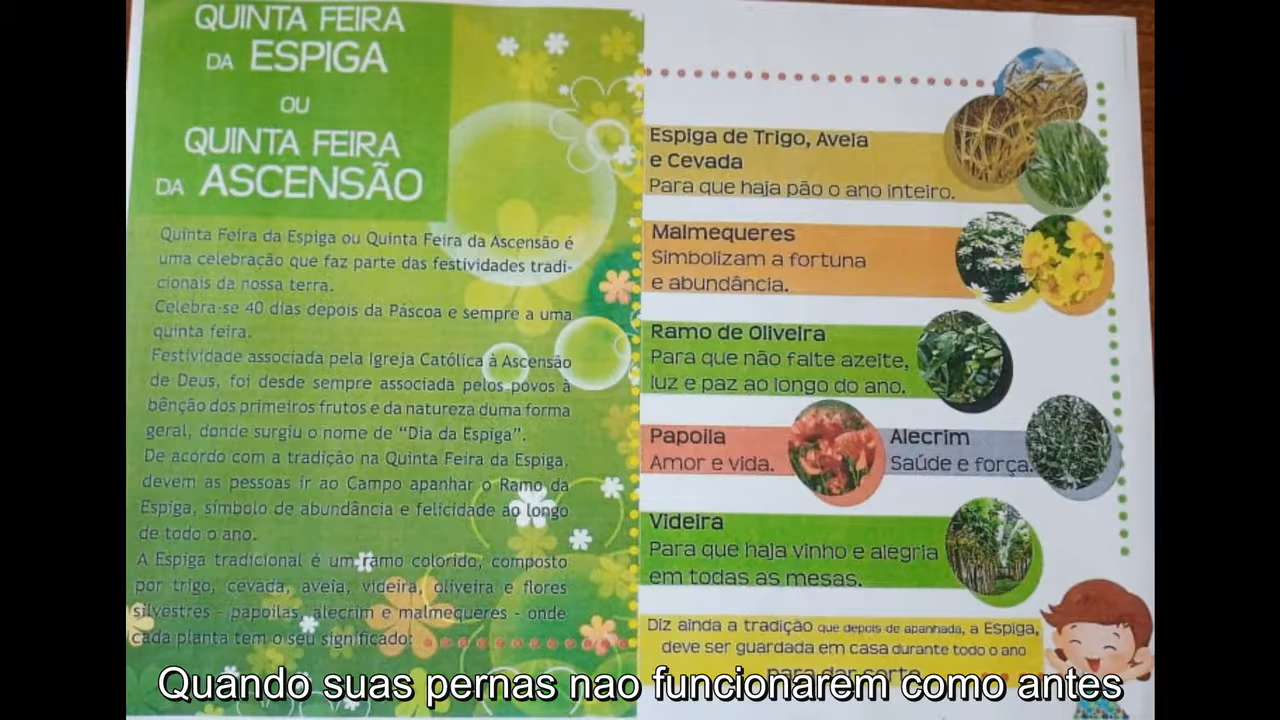 QUINTA FEIRA
DA ESPIGA
OU
QUINTA FEIRA
DA ASCENSÃO
Quinta Feira da Espiga ou Quinta Feira da Ascensão é
uma celebração que faz parte das festividades tradi-
cionais da nossa terra.
Celebra-se 40 dias depois da Páscoa e sempre a uma
quinta feira.
Festividade associada pela Igreja Católica à Ascensão
de Deus, foi desde sempre associada pelos povos à
bênção dos primeiros frutos e da natureza duma forma
geral, donde surgiu o nome de “Dia da Espiga”.
De acordo com a tradição na Quinta Feira da Espiga,
devem as pessoas ir ao Campo apanhar o Ramo da
Espiga, símbolo de abundância e felicidade ao longo
de todo o ano.
A Espiga tradicional é um ramo colorido, composto
por trigo, cevada, aveia, videira, oliveira e flores
silvestres - papoilas, alecrim e malmequeres - onde
cada planta tem o seu significado:
Espiga de Trigo, Aveia
e Cevada
Para que haja pão o ano inteiro.
Malmequeres
Simbolizam a fortuna
e abundância.
Ramo de Oliveira
Para que não falte azeite,
luz e paz ao longo do ano.
Papoila
Amor e vida.
Alecrim
Saúde e força.
Videira
Para que haja vinho e alegria
em todas as mesas.
Diz ainda a tradição que depois de apanhada, a Espiga,
deve ser guardada em casa durante todo o ano
para dar sorte
Quando suas pernas nao funcionarem como antes